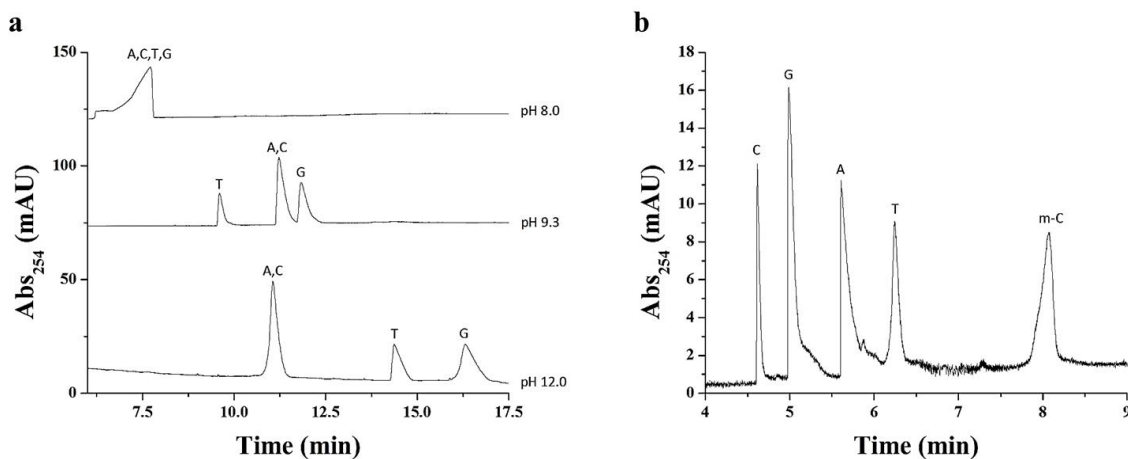 a
Abs254 (mAU)
150
100
50
0
A,C,T,G
pH 8.0
T
A,C
G
pH 9.3
A,C
T
G
pH 12.0
7.5 10.0 12.5 15.0 17.5
Time (min)
b
Abs254 (mAU)
18
16
14
12
10
8
6
4
2
0
C
G
A
T
m-C
4 5 6 7 8 9
Time (min)